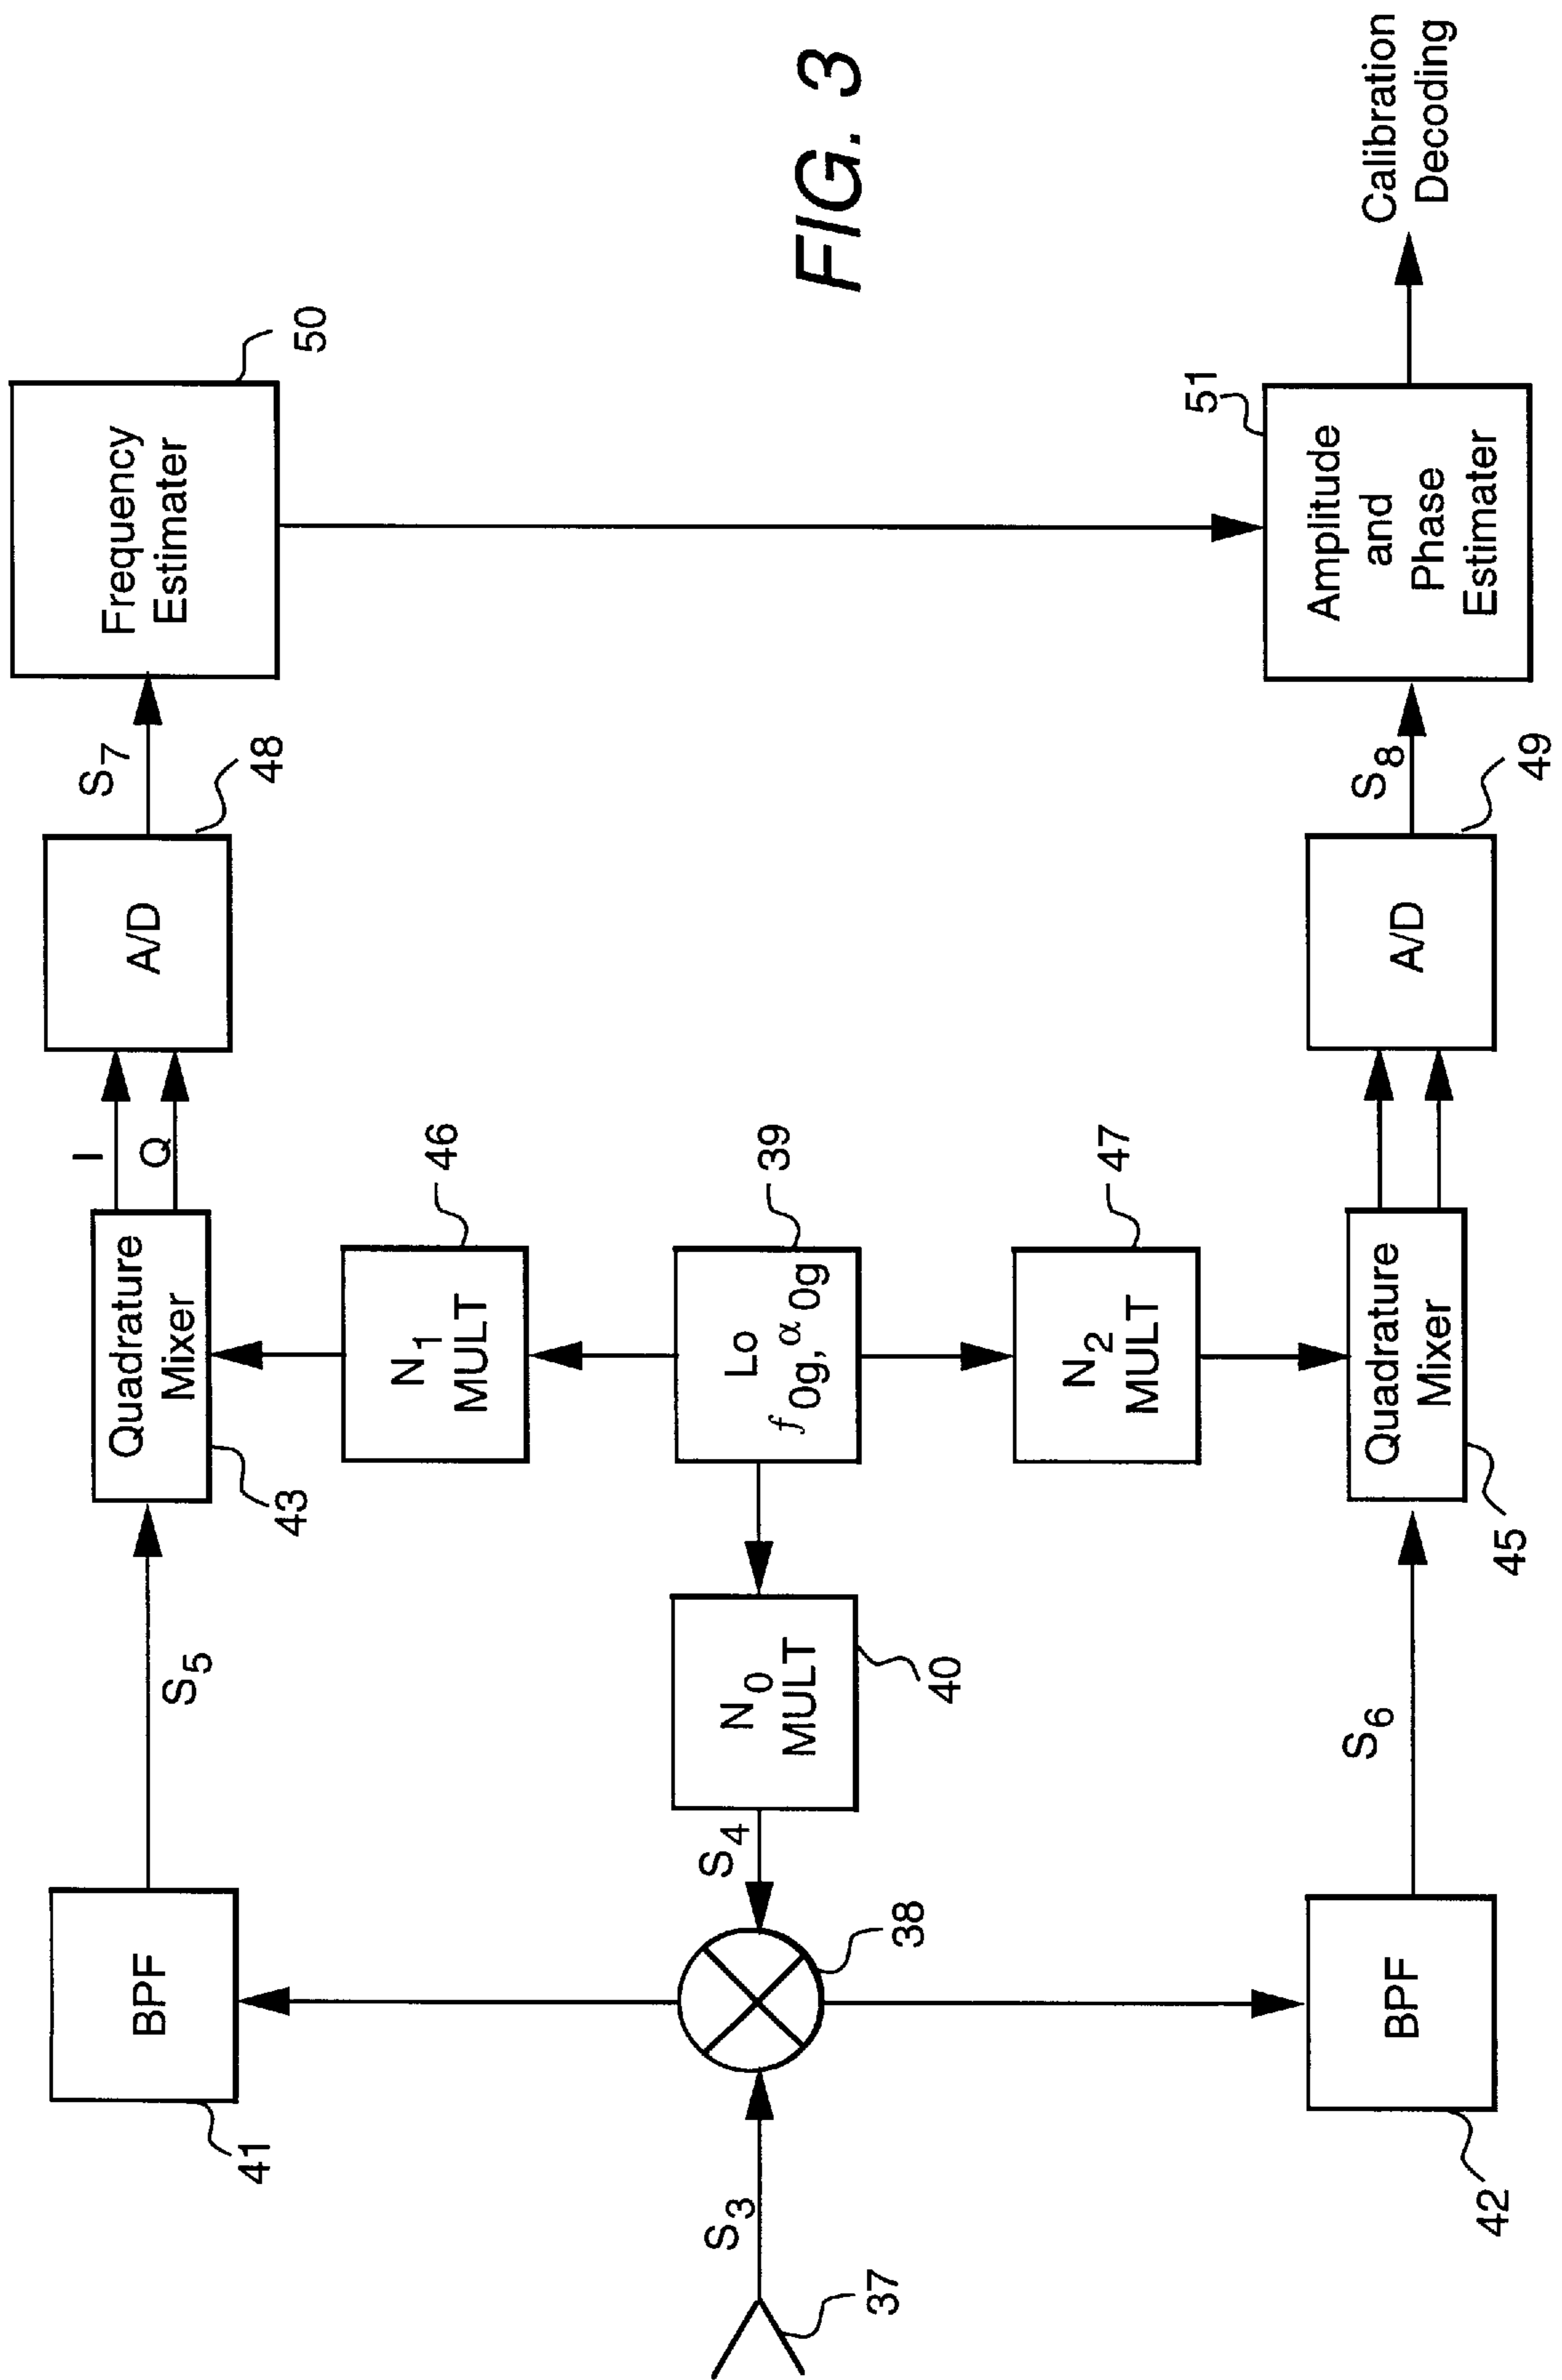 BPF
41
S5
Quadrature
Mixer
43
I
Q
A/D
48
S7
Frequency
Estimater
50
N1
MULT
46
37
S3
38
S4
N0
MULT
40
Lo
f0g, α0g
39
FIG. 3
N2
MULT
47
BPF
42
S6
Quadrature
Mixer
45
A/D
49
S8
Amplitude
and
Phase
Estimater
51
Calibration
Decoding